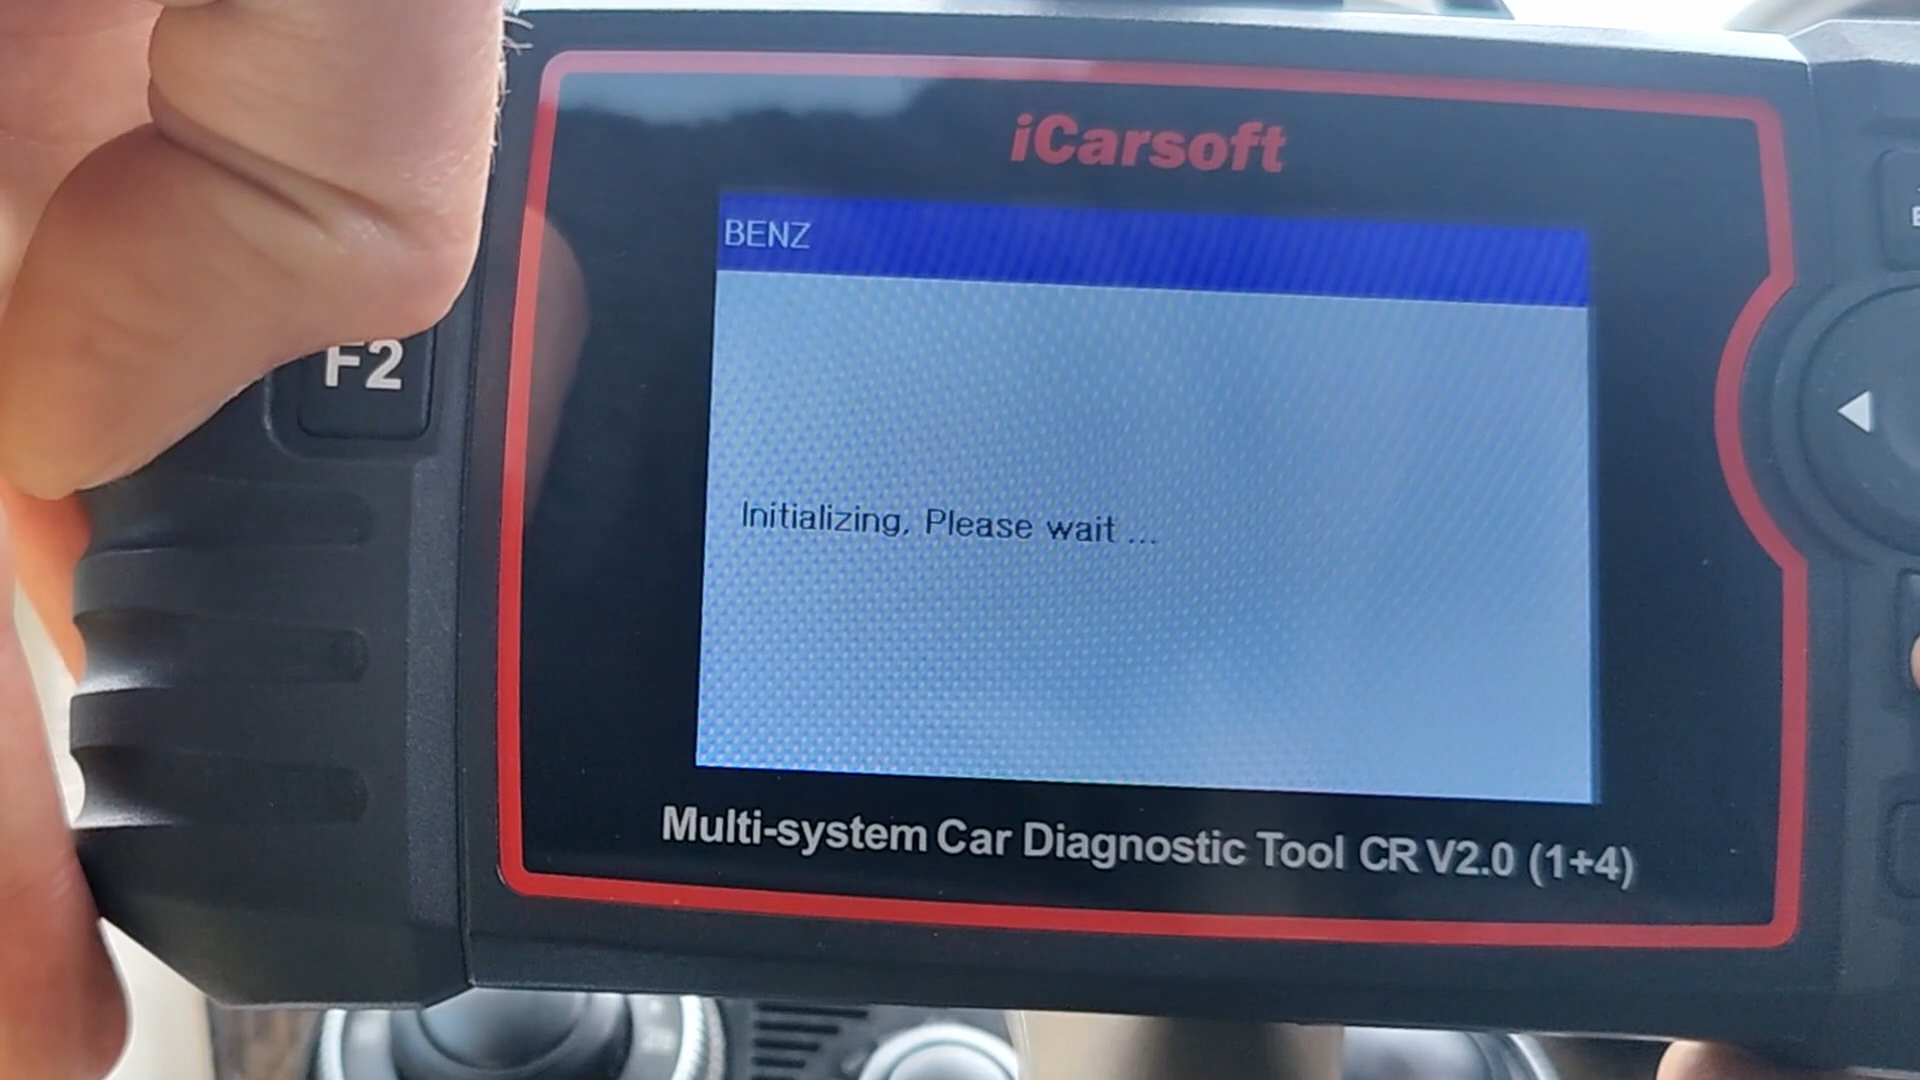 iCarsoft
BENZ
F2
Initializing, Please wait ...
Multi-system Car Diagnostic Tool CR V2.0 (1+4)